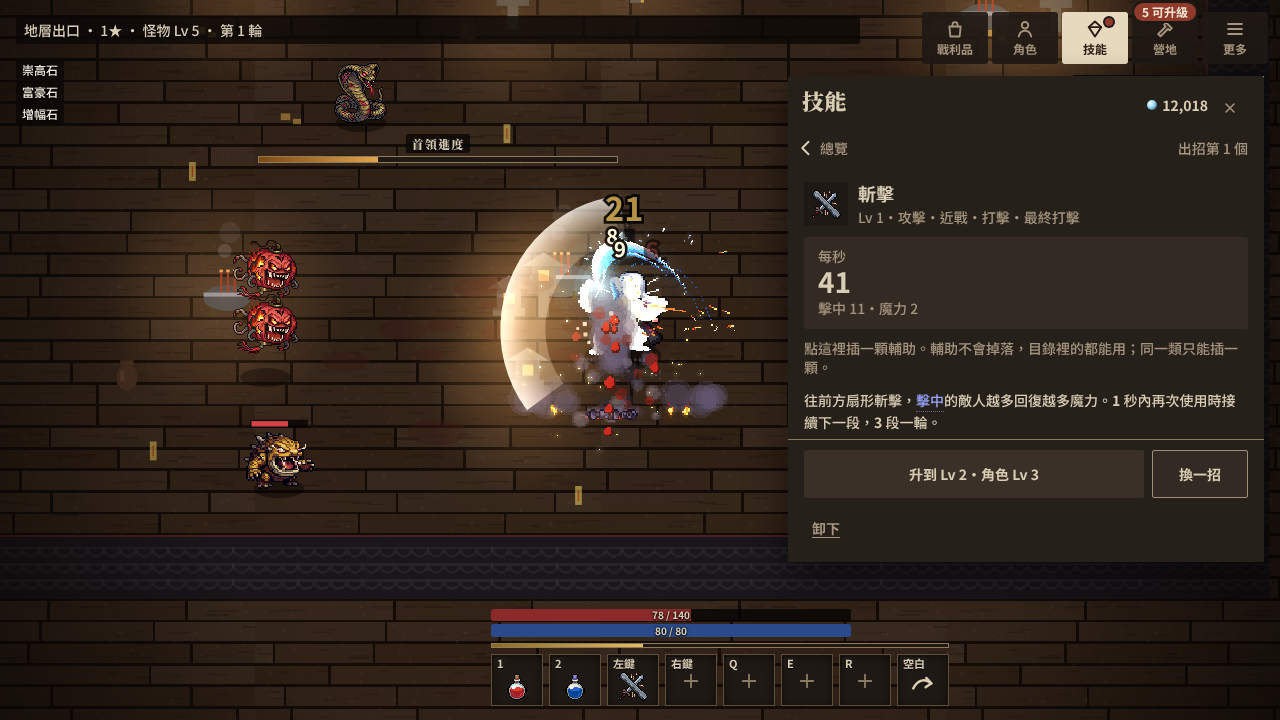 地層出口・1★・怪物 Lv 5・第 1 輪
5 可升級
戰利品
角色
技能
營地
更多
崇高石
富豪石
增幅石
首領進度
21
8
9
6
技能
12,018
總覽
出招第 1 個
斬擊
Lv 1・攻擊・近戰・打擊・最終打擊
每秒
41
擊中 11・魔力 2
點這裡插一顆輔助。輔助不會掉落，目錄裡的都能用；同一類只能插一
顆。
往前方扇形斬擊，擊中的敵人越多回復越多魔力。1 秒內再次使用時接
續下一段，3 段一輪。
升到 Lv 2・角色 Lv 3
換一招
卸下
78 / 140
80 / 80
1
2
左鍵
右鍵
Q
E
R
空白